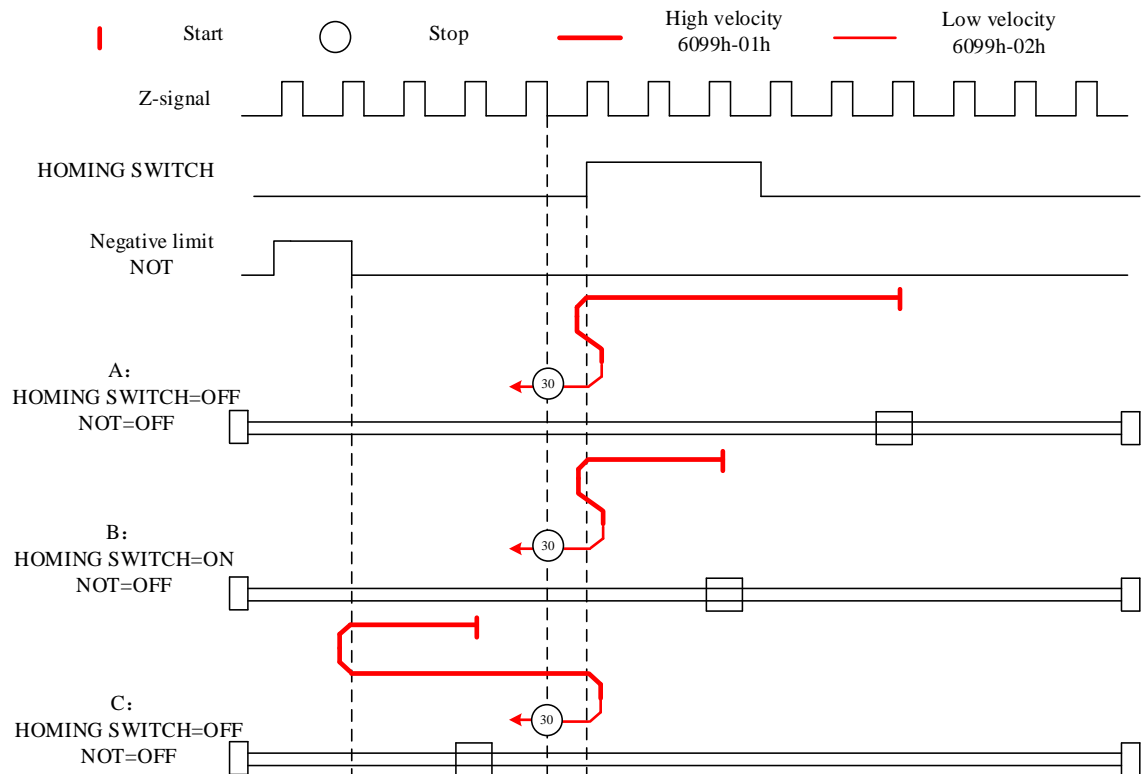 Start
Stop
High velocity
6099h-01h
Low velocity
6099h-02h
Z-signal
HOMING SWITCH
Negative limit
NOT
A：
HOMING SWITCH=OFF
NOT=OFF
30
B：
HOMING SWITCH=ON
NOT=OFF
30
C：
HOMING SWITCH=OFF
NOT=OFF
30